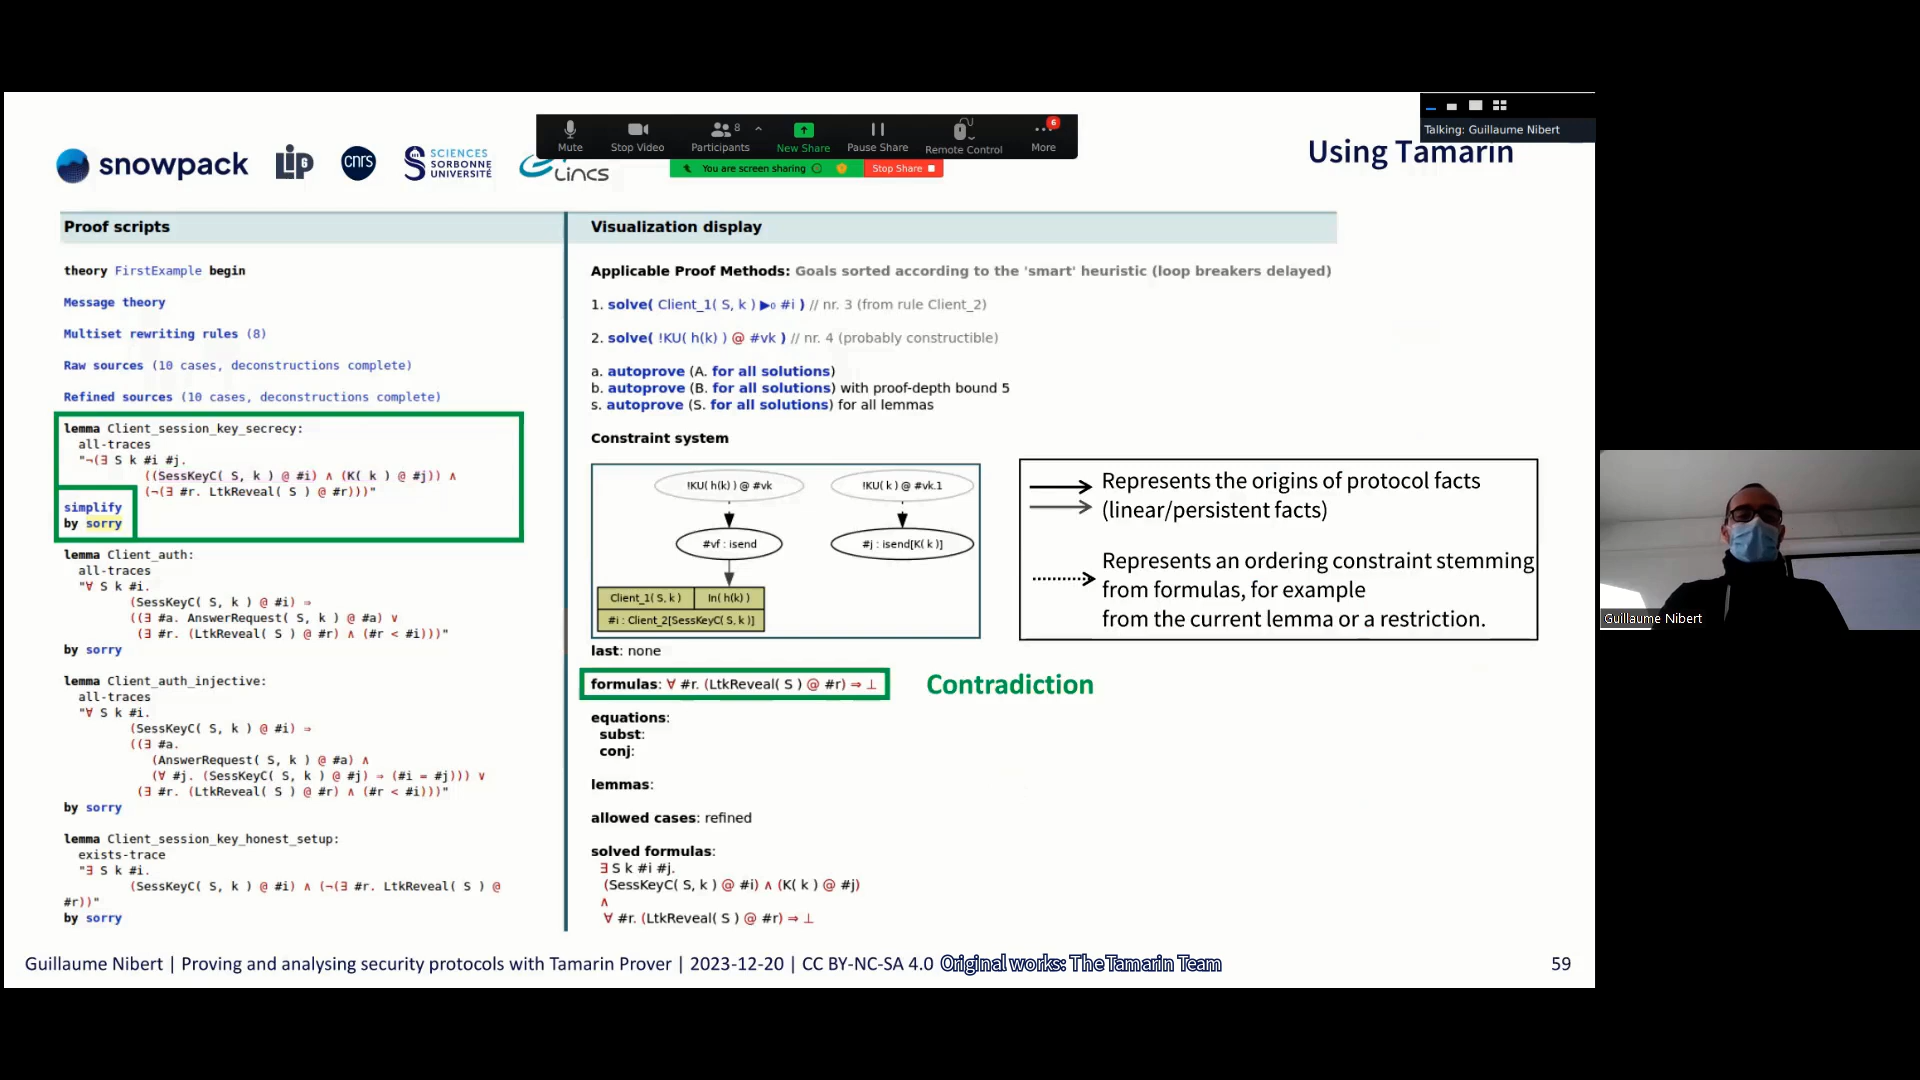 Talking: Guillaume Nibert
Mute
Stop Video
8
Participants
New Share
Pause Share
Remote Control
6
More
You are screen sharing
Stop Share
snowpack
LIP6
cnrs
SCIENCES
SORBONNE
UNIVERSITÉ
Lincs
Using Tamarin
Proof scripts
theory FirstExample begin
Message theory
Multiset rewriting rules (8)
Raw sources (10 cases, deconstructions complete)
Refined sources (10 cases, deconstructions complete)
lemma Client_session_key_secrecy:
all-traces
"¬(∃ S k #i #j.
((SessKeyC( S, k ) @ #i) ∧ (K( k ) @ #j)) ∧
(¬(∃ #r. LtkReveal( S ) @ #r)))"
simplify
by sorry
lemma Client_auth:
all-traces
"∀ S k #i.
(SessKeyC( S, k ) @ #i) ⇒
((∃ #a. AnswerRequest( S, k ) @ #a) ∨
(∃ #r. (LtkReveal( S ) @ #r) ∧ (#r < #i)))"
by sorry
lemma Client_auth_injective:
all-traces
"∀ S k #i.
(SessKeyC( S, k ) @ #i) ⇒
((∃ #a.
(AnswerRequest( S, k ) @ #a) ∧
(∀ #j. (SessKeyC( S, k ) @ #j) ⇒ (#i = #j))) ∨
(∃ #r. (LtkReveal( S ) @ #r) ∧ (#r < #i)))"
by sorry
lemma Client_session_key_honest_setup:
exists-trace
"∃ S k #i.
(SessKeyC( S, k ) @ #i) ∧ (¬(∃ #r. LtkReveal( S ) @
#r))"
by sorry
Visualization display
Applicable Proof Methods: Goals sorted according to the 'smart' heuristic (loop breakers delayed)
1. solve( Client_1( S, k ) ▶₀ #i ) // nr. 3 (from rule Client_2)
2. solve( !KU( h(k) ) @ #vk ) // nr. 4 (probably constructible)
a. autoprove (A. for all solutions)
b. autoprove (B. for all solutions) with proof-depth bound 5
s. autoprove (S. for all solutions) for all lemmas
Constraint system
!KU( h(k) ) @ #vk
!KU( k ) @ #vk.1
#vf : isend
#j : isend[K( k )]
Client_1( S, k )
In( h(k) )
#i : Client_2[SessKeyC( S, k )]
Represents the origins of protocol facts
(linear/persistent facts)
Represents an ordering constraint stemming
from formulas, for example
from the current lemma or a restriction.
last: none
formulas: ∀ #r. (LtkReveal( S ) @ #r) ⇒ ⊥
Contradiction
equations:
subst:
conj:
lemmas:
allowed cases: refined
solved formulas:
∃ S k #i #j.
(SessKeyC( S, k ) @ #i) ∧ (K( k ) @ #j)
∧
∀ #r. (LtkReveal( S ) @ #r) ⇒ ⊥
Guillaume Nibert | Proving and analysing security protocols with Tamarin Prover | 2023-12-20 | CC BY-NC-SA 4.0 Original works: The Tamarin Team
59
Guillaume Nibert